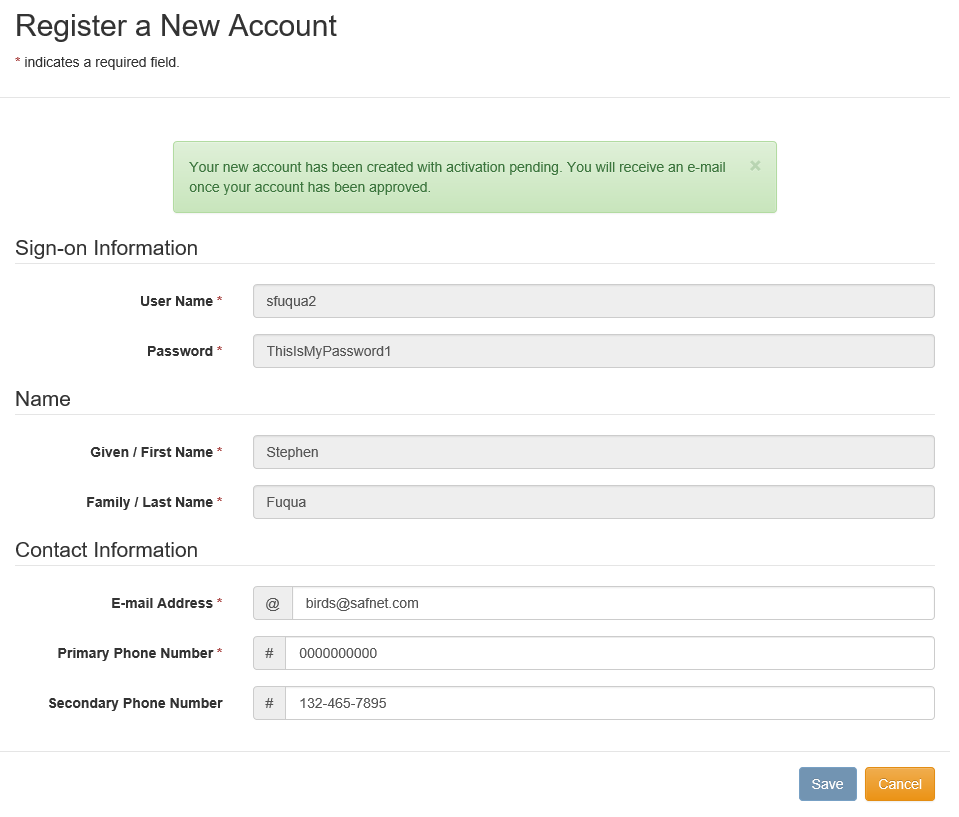 Register a New Account
* indicates a required field.
Your new account has been created with activation pending. You will receive an e-mail ×
once your account has been approved.
Sign-on Information
User Name * sfuqua2
Password * ThisIsMyPassword1
Name
Given / First Name * Stephen
Family / Last Name * Fuqua
Contact Information
E-mail Address * @ birds@safnet.com
Primary Phone Number * # 0000000000
Secondary Phone Number # 132-465-7895
Save Cancel